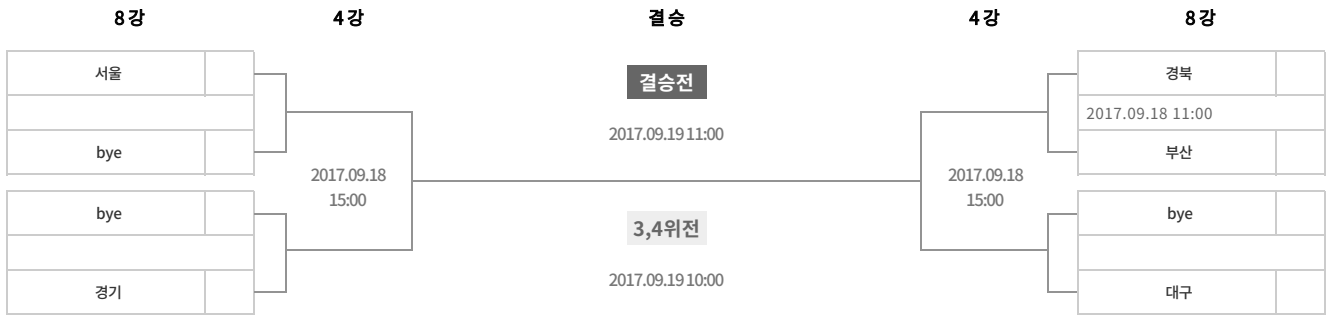 8강 4강 결승 4강 8강
서울
bye
bye
경기
2017.09.18
15:00
결승전
2017.09.19 11:00
3,4위전
2017.09.19 10:00
2017.09.18
15:00
경북
2017.09.18 11:00
부산
bye
대구